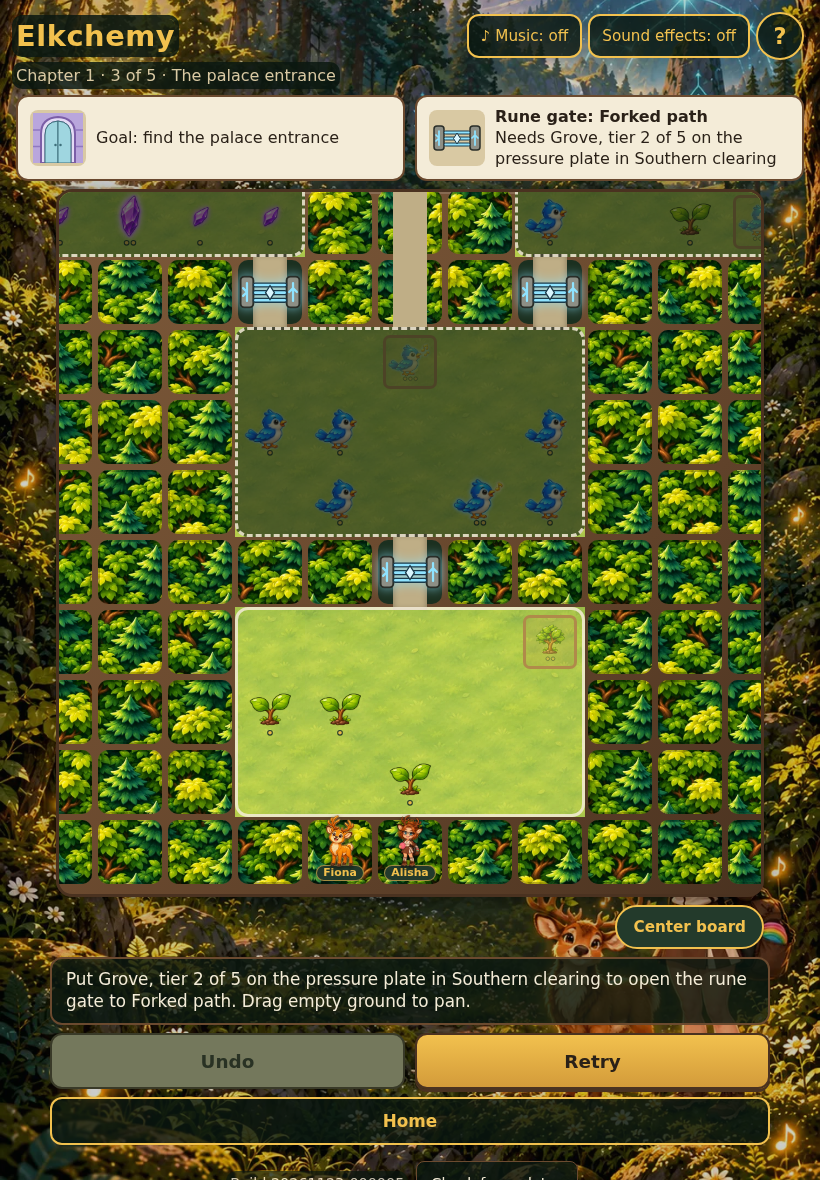 Elkchemy
♪ Music: off
Sound effects: off
?
Chapter 1 · 3 of 5 · The palace entrance
Goal: find the palace entrance
Rune gate: Forked path
Needs Grove, tier 2 of 5 on the
pressure plate in Southern clearing
Fiona
Alisha
Center board
Put Grove, tier 2 of 5 on the pressure plate in Southern clearing to open the rune
gate to Forked path. Drag empty ground to pan.
Undo
Retry
Home